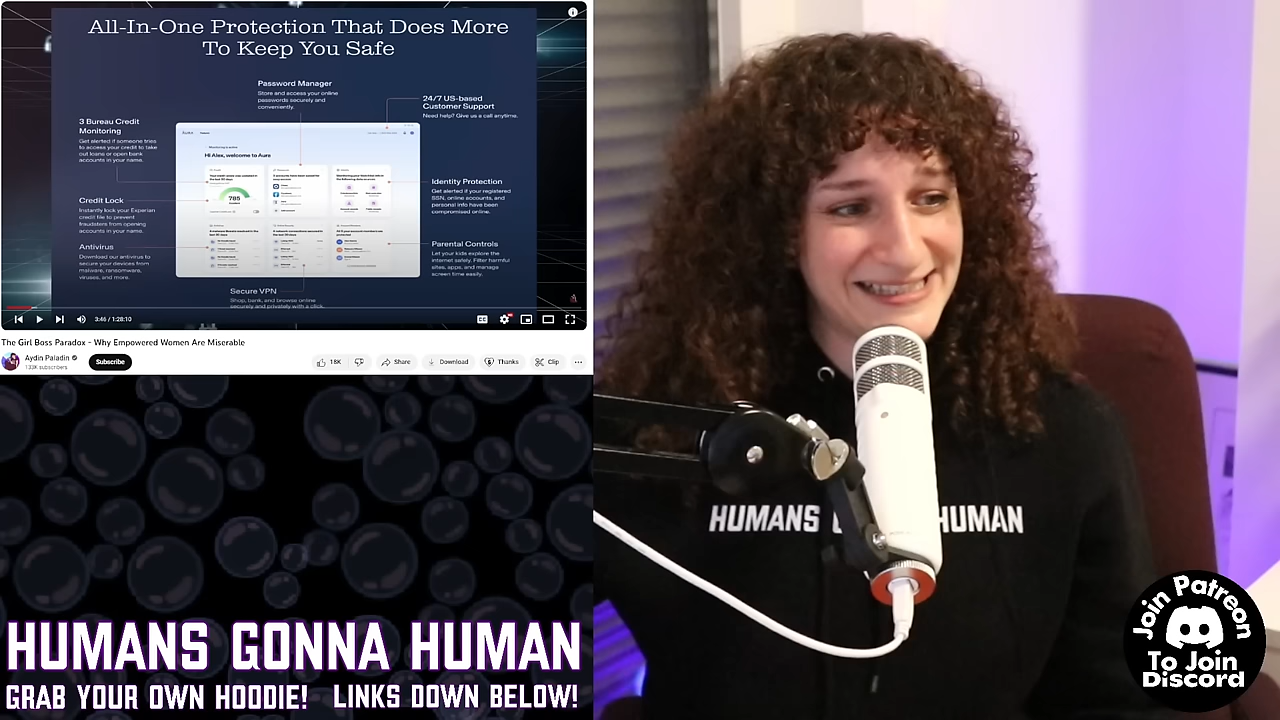 All-In-One Protection That Does More
To Keep You Safe
Password Manager
Store and access your online
passwords securely and
conveniently.
24/7 US-based
Customer Support
Need help? Give us a call anytime.
3 Bureau Credit
Monitoring
Get alerted if someone tries
to access your credit to take
out loans or open bank
accounts in your name.
Hi Alex, welcome to Aura
785
Identity Protection
Get alerted if your registered
SSN, online accounts, and
personal info have been
compromised online.
Credit Lock
Instantly lock your Experian
credit file to prevent
fraudsters from opening
accounts in your name.
Antivirus
Download our antivirus to
secure your devices from
malware, ransomware,
viruses, and more.
Parental Controls
Let your kids explore the
internet safely. Filter harmful
sites, apps, and manage
screen time easily.
Secure VPN
Shop, bank, and browse online
securely and privately with a click.
3:46 / 1:28:10
The Girl Boss Paradox - Why Empowered Women Are Miserable
Aydin Paladin
133K subscribers
Subscribe
18K
Share
Download
Thanks
Clip
HUMANS GONNA HUMAN
GRAB YOUR OWN HOODIE! LINKS DOWN BELOW!
HUMANS HUMAN
Join Patreon
To Join
Discord